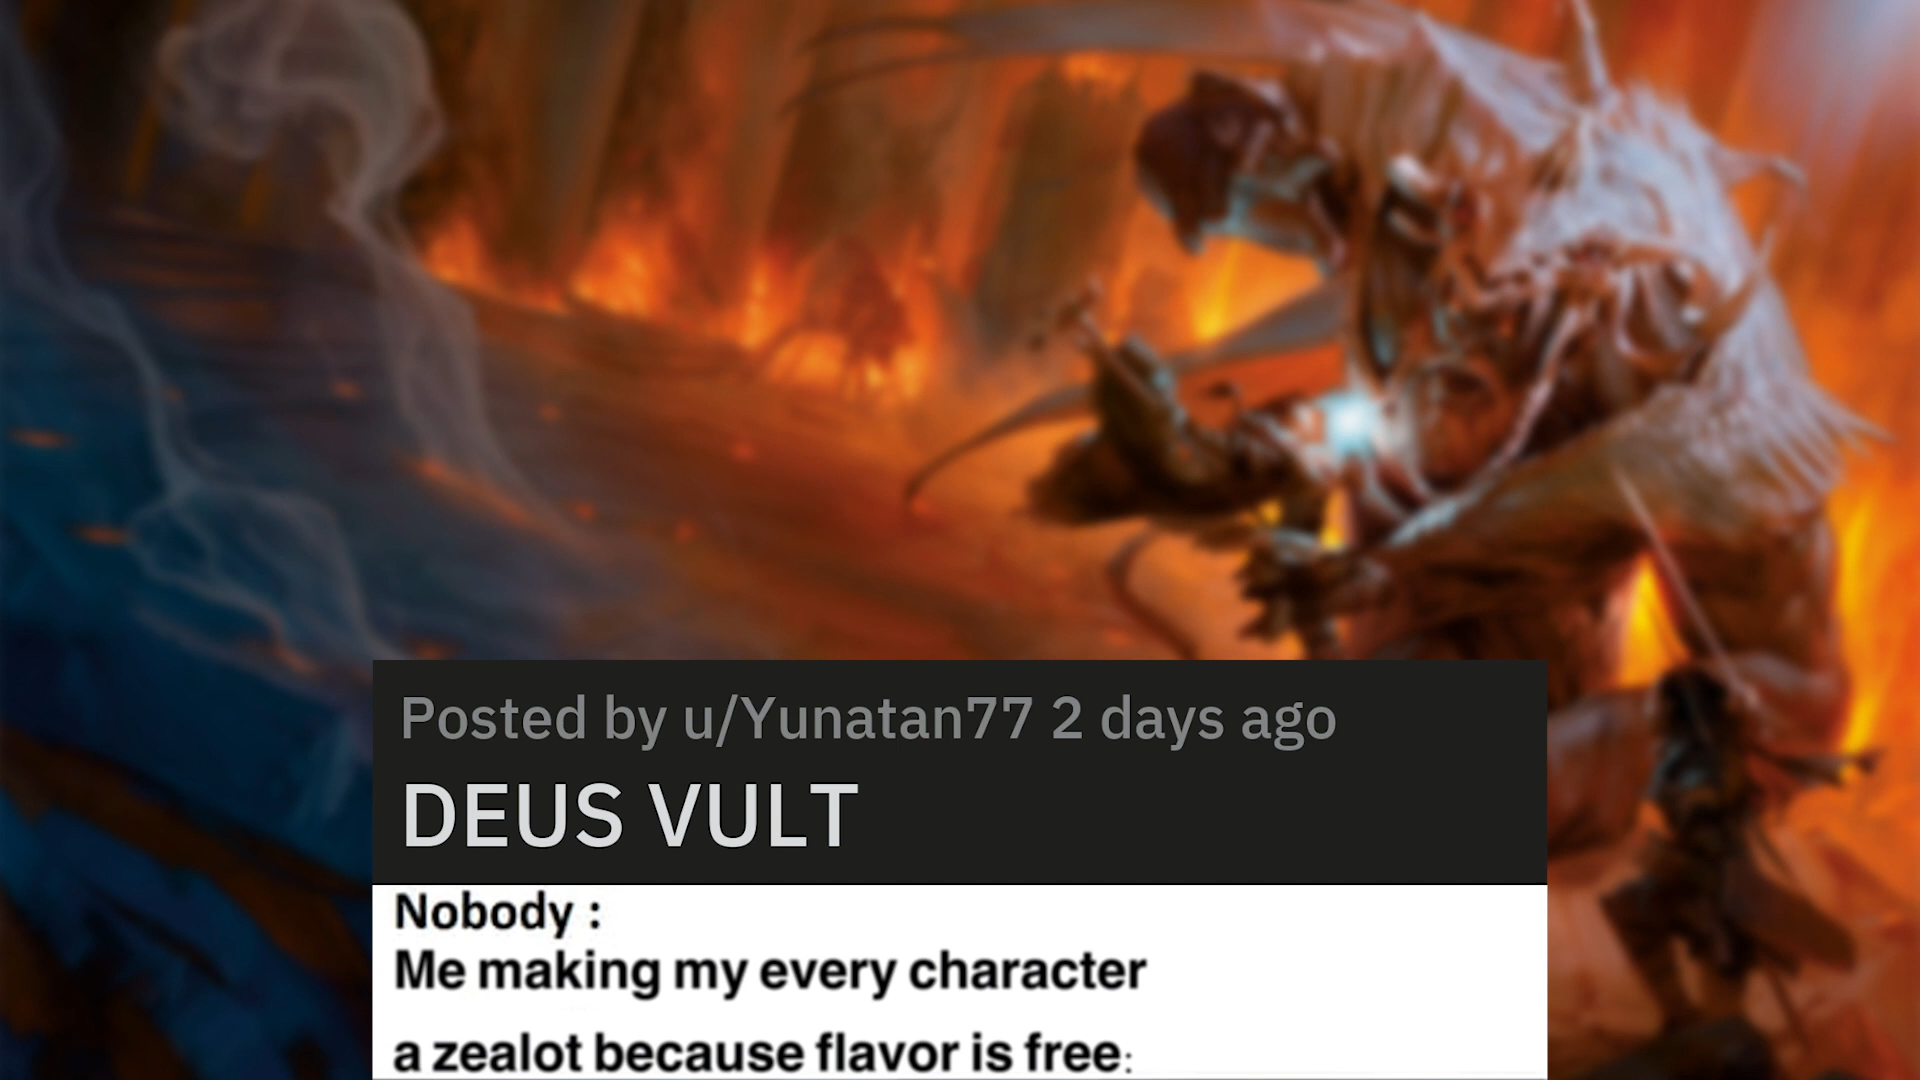 Posted by u/Yunatan77 2 days ago
DEUS VULT
Nobody :
Me making my every character
a zealot because flavor is free: